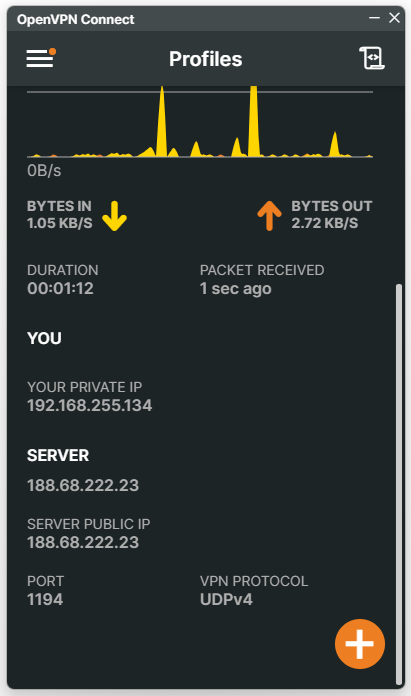 OpenVPN Connect
Profiles
0B/s
BYTES IN
1.05 KB/S
BYTES OUT
2.72 KB/S
DURATION
00:01:12
PACKET RECEIVED
1 sec ago
YOU
YOUR PRIVATE IP
192.168.255.134
SERVER
188.68.222.23
SERVER PUBLIC IP
188.68.222.23
PORT
1194
VPN PROTOCOL
UDPv4